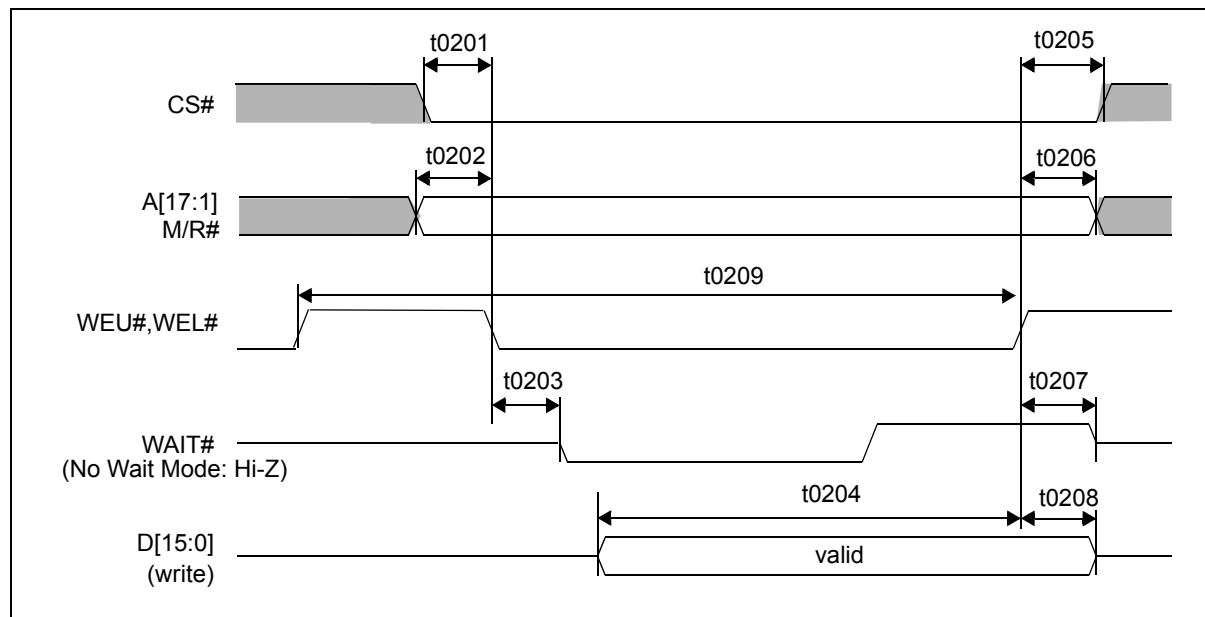 t0201
t0205
CS#
t0202
t0206
A[17:1]
M/R#
t0209
WEU#,WEL#
t0203
t0207
WAIT#
(No Wait Mode: Hi-Z)
t0204
t0208
D[15:0]
valid
(write)